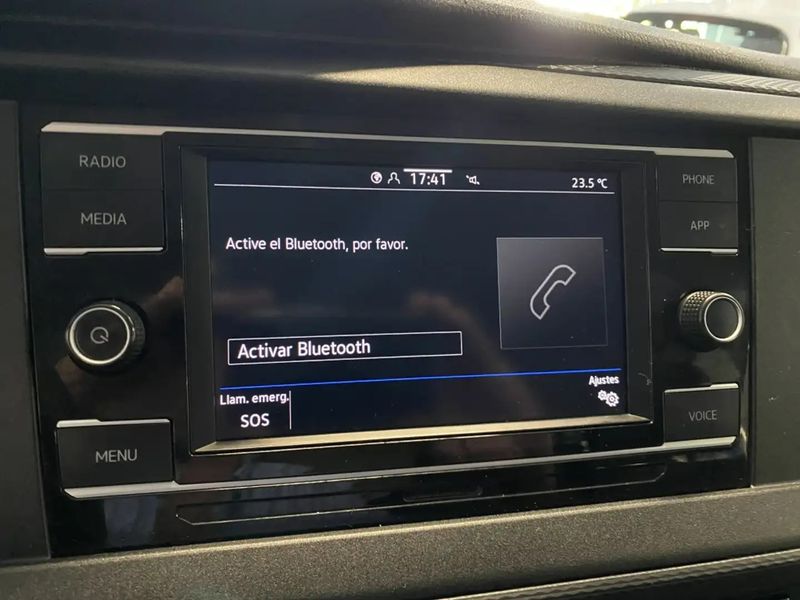 RADIO
MEDIA
MENU
17:41
23.5 °C
Active el Bluetooth, por favor.
Activar Bluetooth
Llam. emerg.
SOS
Ajustes
PHONE
APP
VOICE